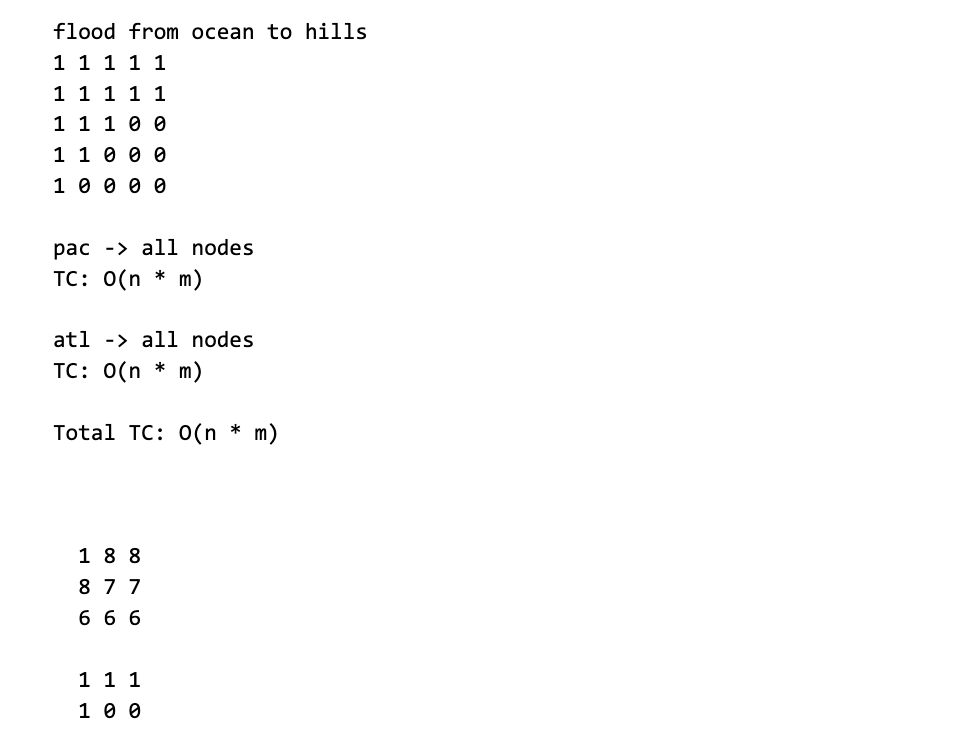 flood from ocean to hills
1 1 1 1 1
1 1 1 1 1
1 1 1 0 0
1 1 0 0 0
1 0 0 0 0
pac -> all nodes
TC: O(n * m)
atl -> all nodes
TC: O(n * m)
Total TC: O(n * m)
1 8 8
8 7 7
6 6 6
1 1 1
1 0 0